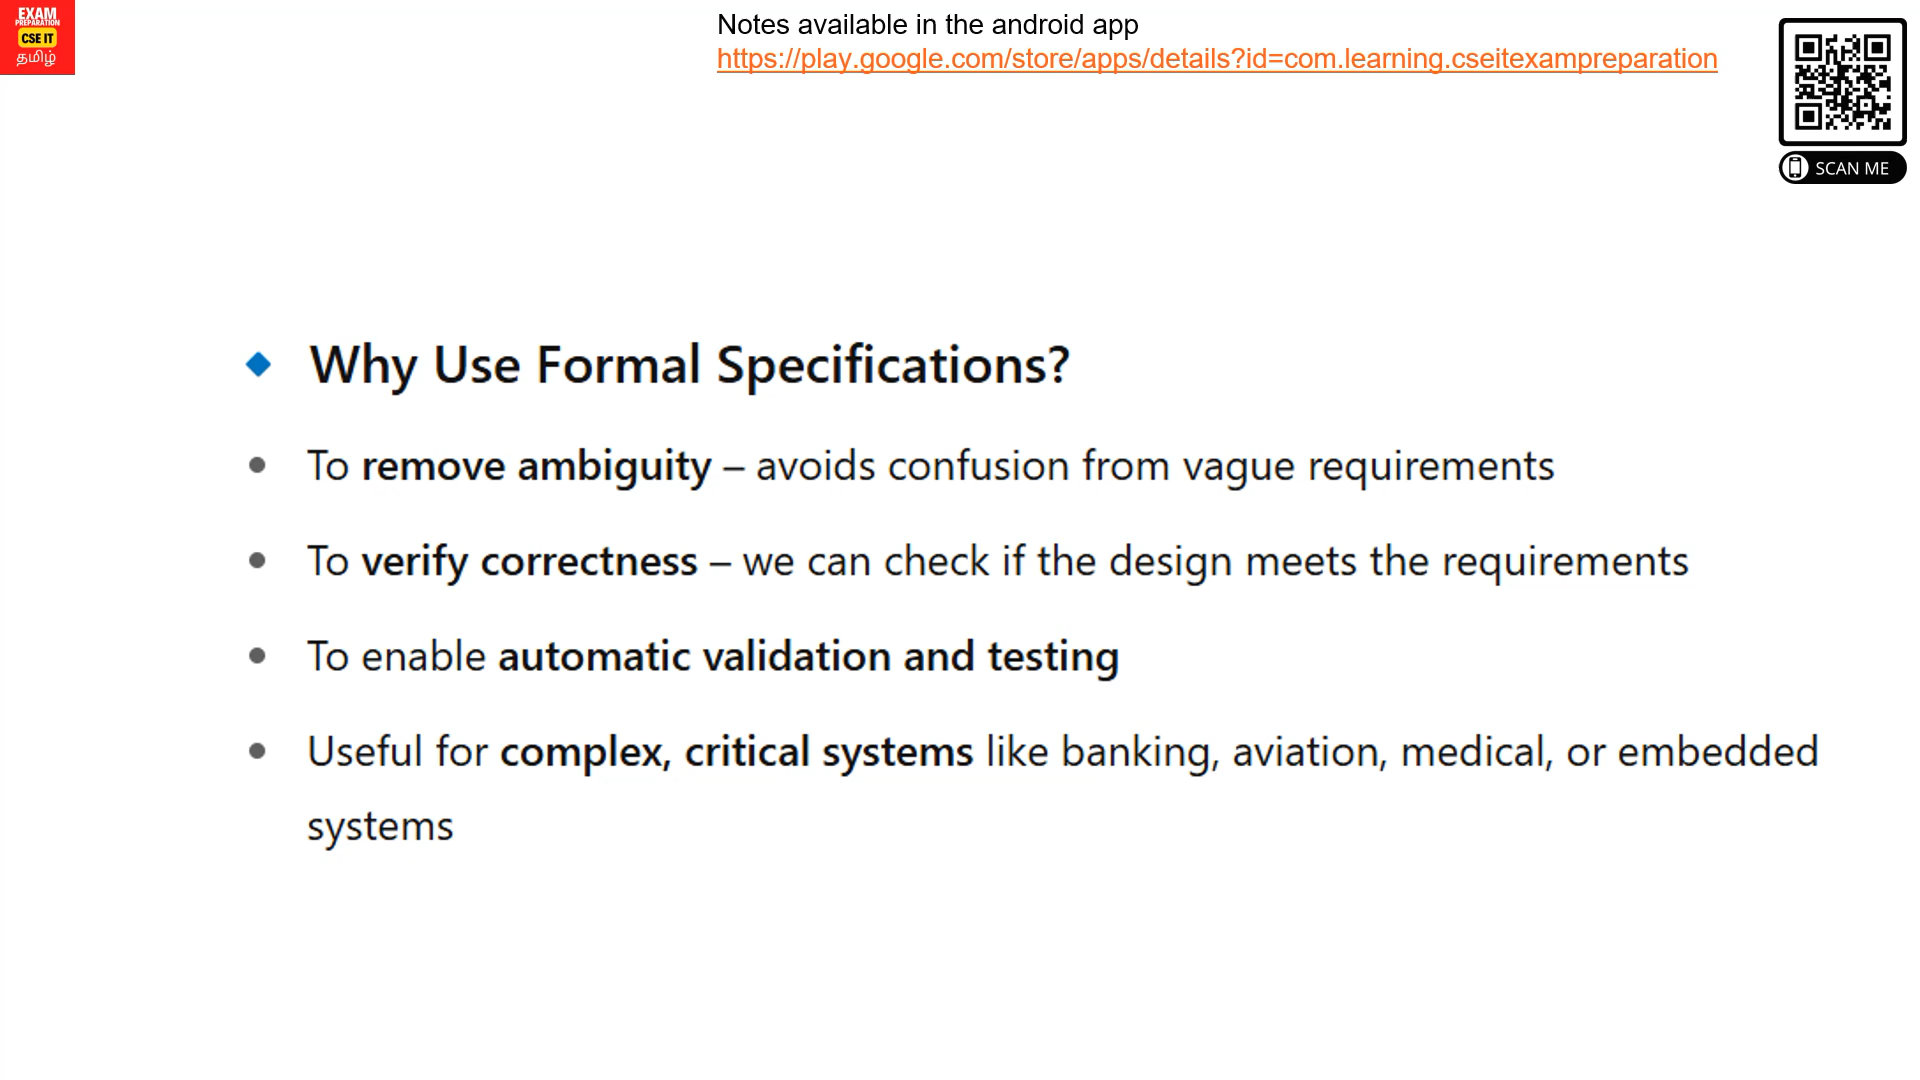 EXAM
PREPARATION
CSE IT
தமிழ்
Notes available in the android app
https://play.google.com/store/apps/details?id=com.learning.cseitexampreparation
SCAN ME
Why Use Formal Specifications?
To remove ambiguity – avoids confusion from vague requirements
To verify correctness – we can check if the design meets the requirements
To enable automatic validation and testing
Useful for complex, critical systems like banking, aviation, medical, or embedded
systems